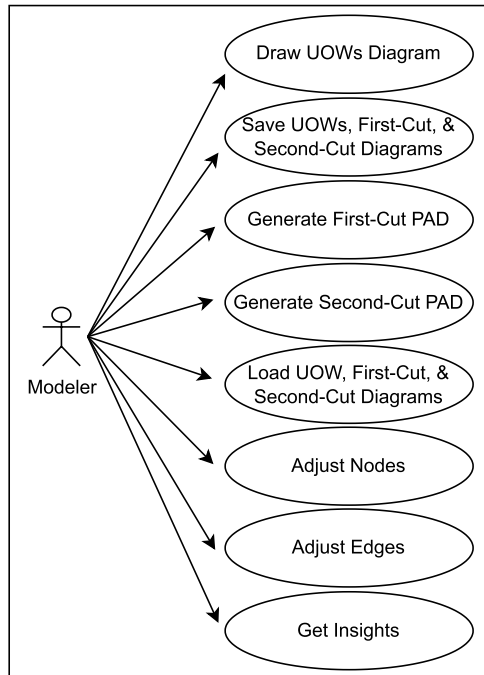 Draw UOWs Diagram
Save UOWs, First-Cut, &
Second-Cut Diagrams
Generate First-Cut PAD
Generate Second-Cut PAD
Load UOW, First-Cut, &
Second-Cut Diagrams
Modeler
Adjust Nodes
Adjust Edges
Get Insights